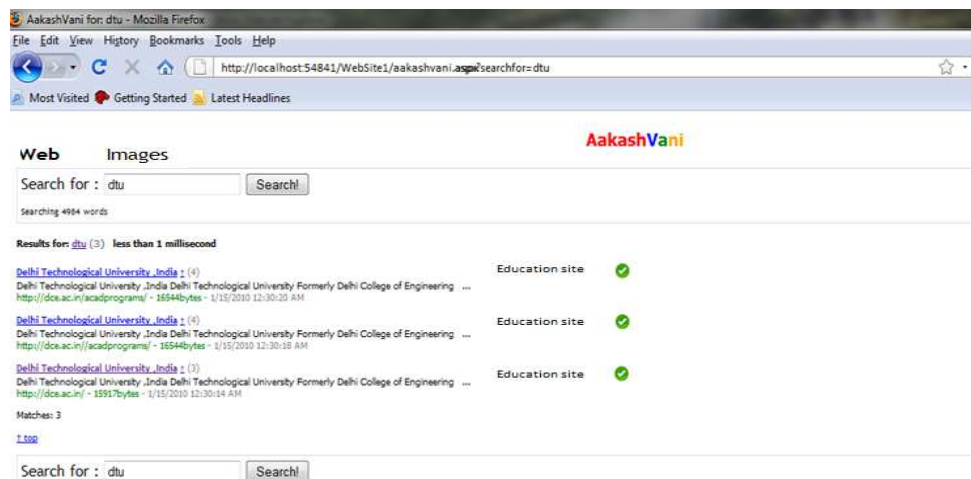 AakashVani for: dtu - Mozilla Firefox
File Edit View History Bookmarks Tools Help
http://localhost:54841/WebSite1/aakashvani.aspx?searchfor=dtu
Most Visited Getting Started Latest Headlines
AakashVani
Web Images
Search for : dtu Search!
Searching 4984 words
Results for: dtu (3) less than 1 millisecond
Delhi Technological University ,India : (4) Education site
Delhi Technological University ,India Delhi Technological University Formerly Delhi College of Engineering ...
http://dce.ac.in/acadprograms/ - 16544bytes - 1/15/2010 12:30:20 AM
Delhi Technological University ,India : (4) Education site
Delhi Technological University ,India Delhi Technological University Formerly Delhi College of Engineering ...
http://dce.ac.in//acadprograms/ - 16544bytes - 1/15/2010 12:30:18 AM
Delhi Technological University ,India : (3) Education site
Delhi Technological University ,India Delhi Technological University Formerly Delhi College of Engineering ...
http://dce.ac.in/ - 15917bytes - 1/15/2010 12:30:14 AM
Matches: 3
↑ top
Search for : dtu Search!